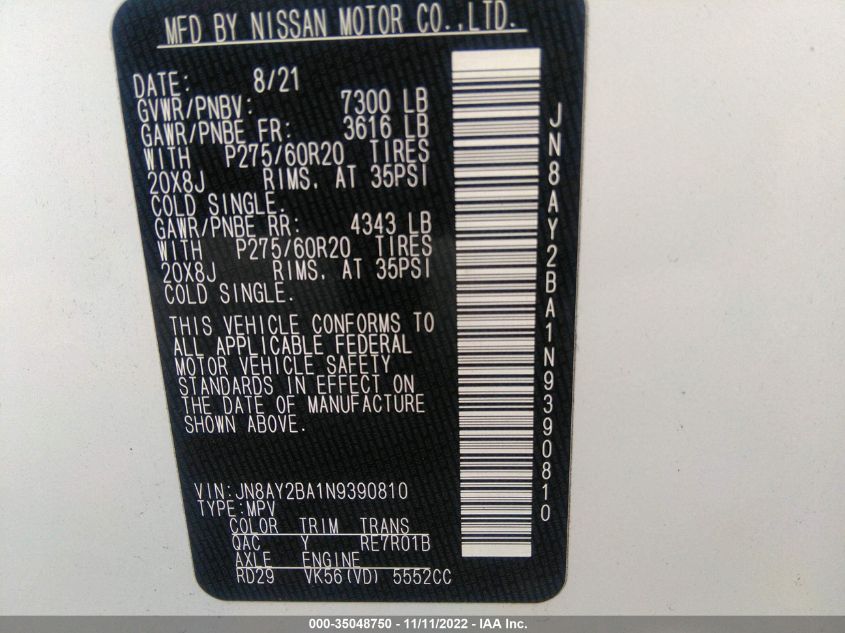 MFD BY NISSAN MOTOR CO.,LTD.
DATE: 8/21
GVWR/PNBV: 7300 LB
GAWR/PNBE FR: 3616 LB
WITH P275/60R20 TIRES
20X8J RIMS, AT 35PSI
COLD SINGLE.
GAWR/PNBE RR: 4343 LB
WITH P275/60R20 TIRES
20X8J RIMS, AT 35PSI
COLD SINGLE.
THIS VEHICLE CONFORMS TO
ALL APPLICABLE FEDERAL
MOTOR VEHICLE SAFETY
STANDARDS IN EFFECT ON
THE DATE OF MANUFACTURE
SHOWN ABOVE.
VIN:JN8AY2BA1N9390810
TYPE:MPV
COLOR TRIM TRANS
QAC Y RE7R01B
AXLE ENGINE
RD29 VK56(VD) 5552CC
JN8AY2BA1N9390810
000-35048750 - 11/11/2022 - IAA Inc.